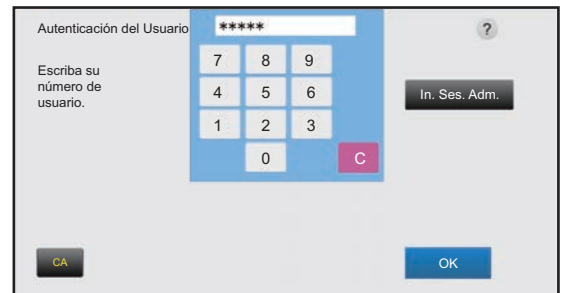 Autenticación del Usuario
*****
?
Escriba su
número de
usuario.
7 8 9
4 5 6
1 2 3
0 C
In. Ses. Adm.
CA
OK